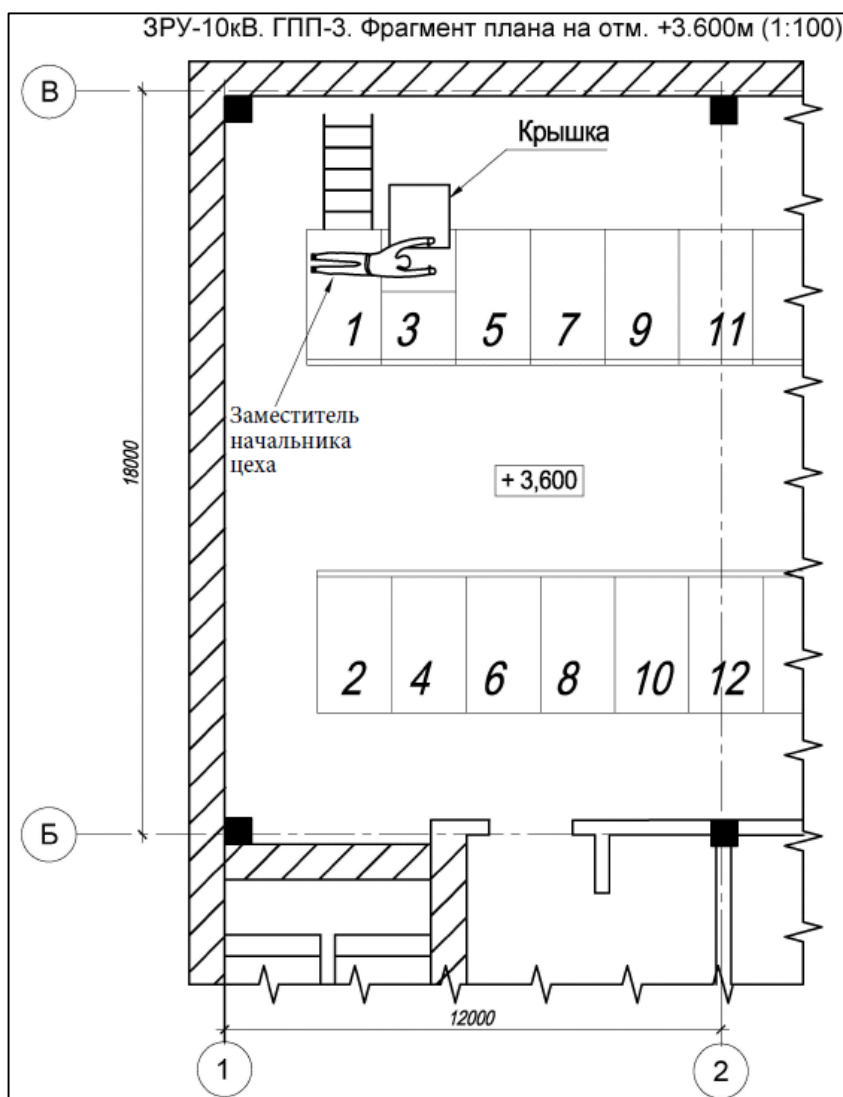 ЗРУ-10кВ. ГПП-3. Фрагмент плана на отм. +3.600м (1:100)
В
Крышка
1 3 5 7 9 11
Заместитель
начальника
цеха
18000
+ 3,600
2 4 6 8 10 12
Б
12000
1 2